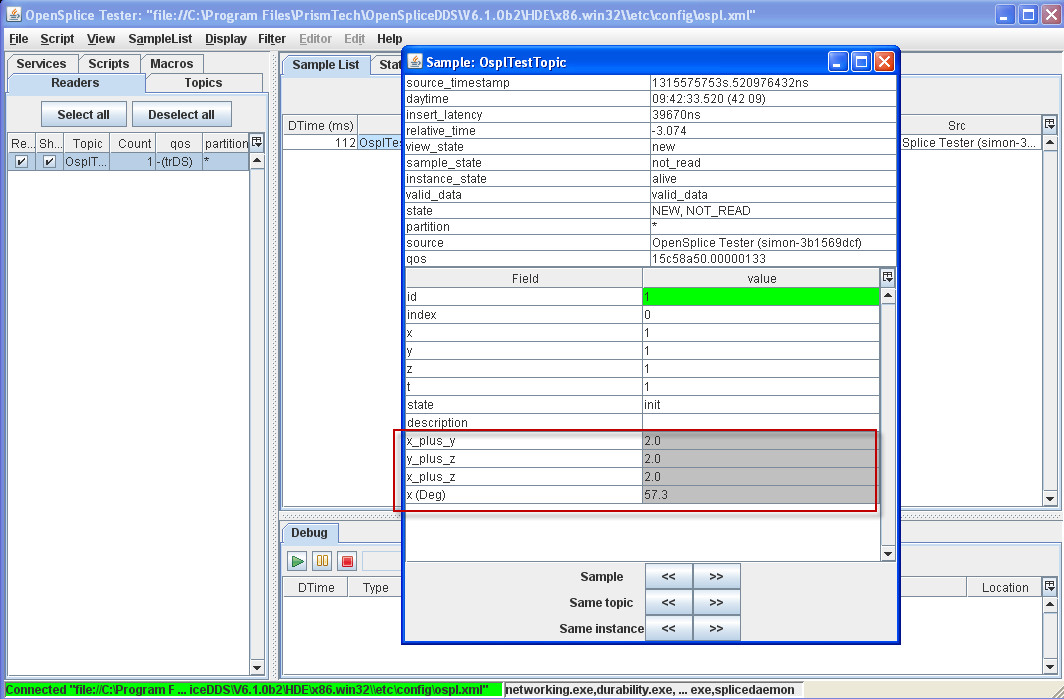 OpenSplice Tester: "file://C:\Program Files\PrismTech\OpenSpliceDDS\V6.1.0b2\HDE\x86.win32\\etc\config\ospl.xml"
File Script View SampleList Display Filter Editor Edit Help
Services Scripts Macros
Readers Topics
Select all Deselect all
Re... Sh... Topic Count qos partition
OsplT... 1 -(trDS) *
Sample List Stat
DTime (ms) Src
112 OsplTes Splice Tester (simon-3...
Sample: OsplTestTopic
source_timestamp 1315575753s.520976432ns
daytime 09:42:33.520 (42 09)
insert_latency 39670ns
relative_time -3.074
view_state new
sample_state not_read
instance_state alive
valid_data valid_data
state NEW, NOT_READ
partition *
source OpenSplice Tester (simon-3b1569dcf)
qos 15c58a50.00000133
Field value
id 1
index 0
x 1
y 1
z 1
t 1
state init
description
x_plus_y 2.0
y_plus_z 2.0
x_plus_z 2.0
x (Deg) 57.3
Sample << >>
Same topic << >>
Same instance << >>
Debug
DTime Type Location
Connected "file://C:\Program F ... iceDDS\V6.1.0b2\HDE\x86.win32\\etc\config\ospl.xml" networking.exe,durability.exe, ... exe,splicedaemon